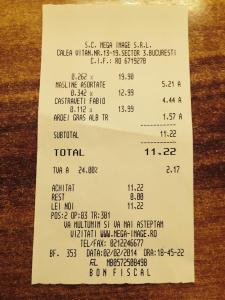 S.C. MEGA IMAGE S.R.L.
CALEA VITAN.NR.13-19.SECTOR 3.BUCURESTI
C.I.F.: RO 6719278
0.262 x 19.90
MASLINE ASORTATE 5.21 A
0.342 x 12.99
CASTRAVETI FABIO 4.44 A
0.112 x 13.99
ARDEI GRAS ALB TR 1.57 A
SUBTOTAL 11.22
TOTAL 11.22
TVA A 24.00% 2.17
ACHITAT 11.22
REST 0.00
LEI NOI 11.22
POS:2 OP:03 TR:381
VA MULTUMIM SI VA MAI ASTEPTAM
VIZITATI WWW.MEGA-IMAGE.RO
TEL/FAX: 0212246677
BF. 353 DATA:02/02/2014 ORA:18-45-22
MB0572500498
BON FISCAL